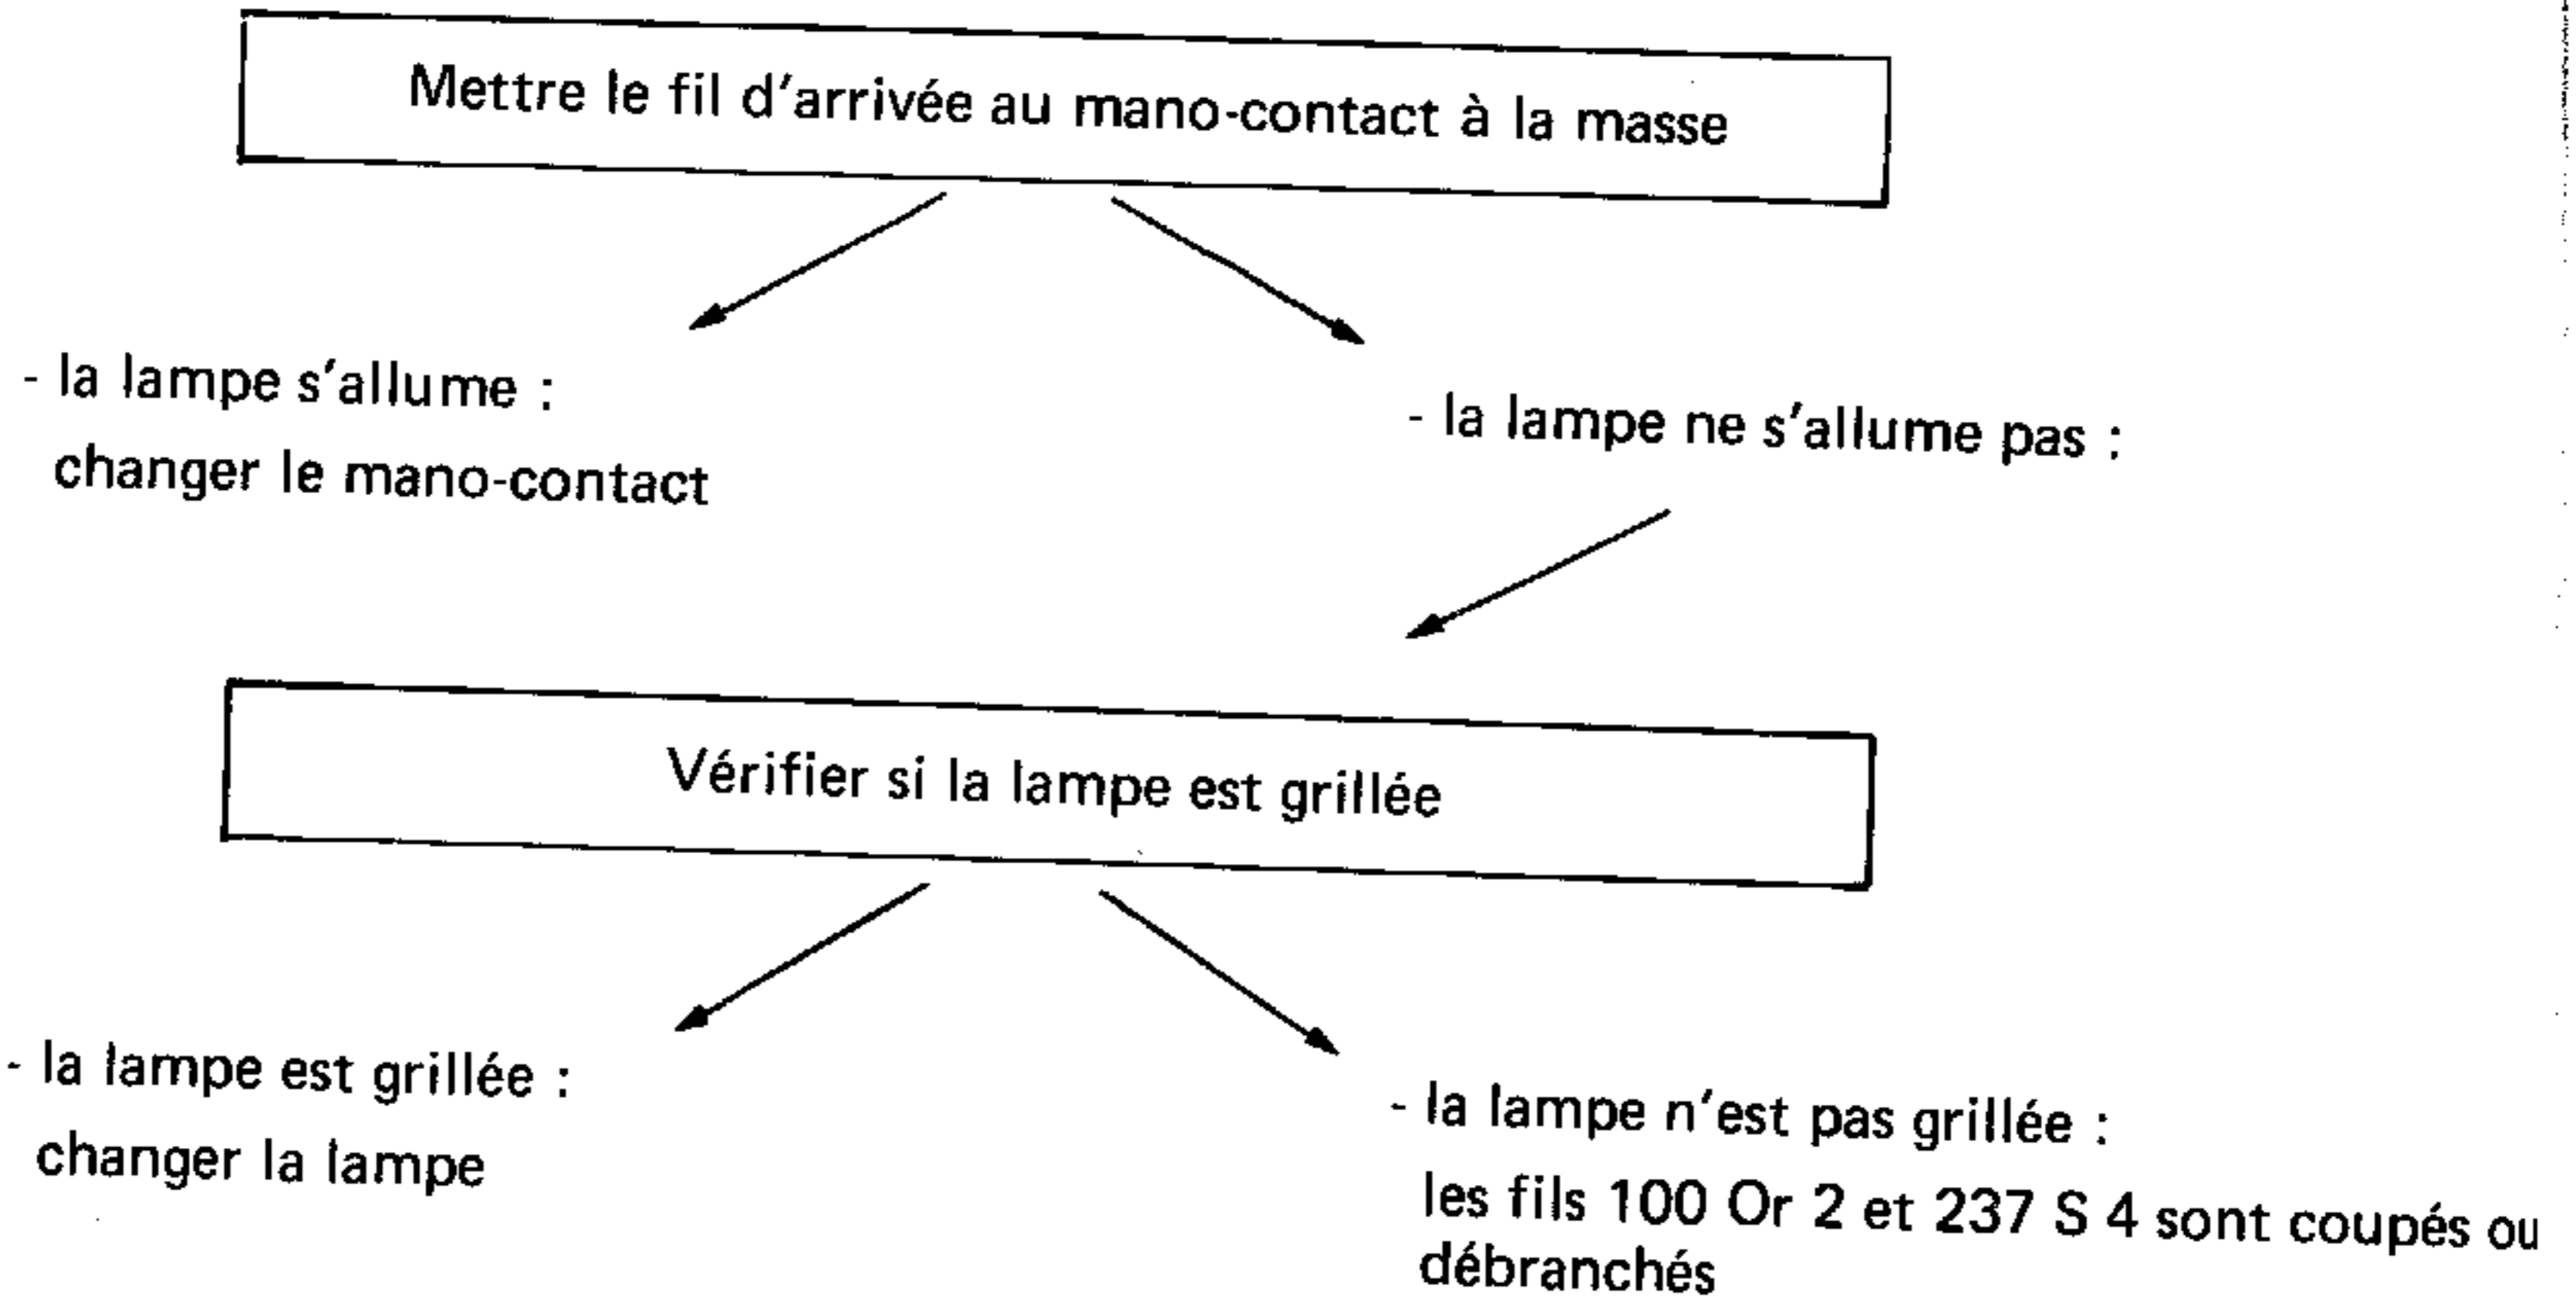 Mettre le fil d'arrivée au mano-contact à la masse
- la lampe s'allume :
changer le mano-contact
- la lampe ne s'allume pas :
Vérifier si la lampe est grillée
- la lampe est grillée :
changer la lampe
- la lampe n'est pas grillée :
les fils 100 Or 2 et 237 S 4 sont coupés ou
débranchés